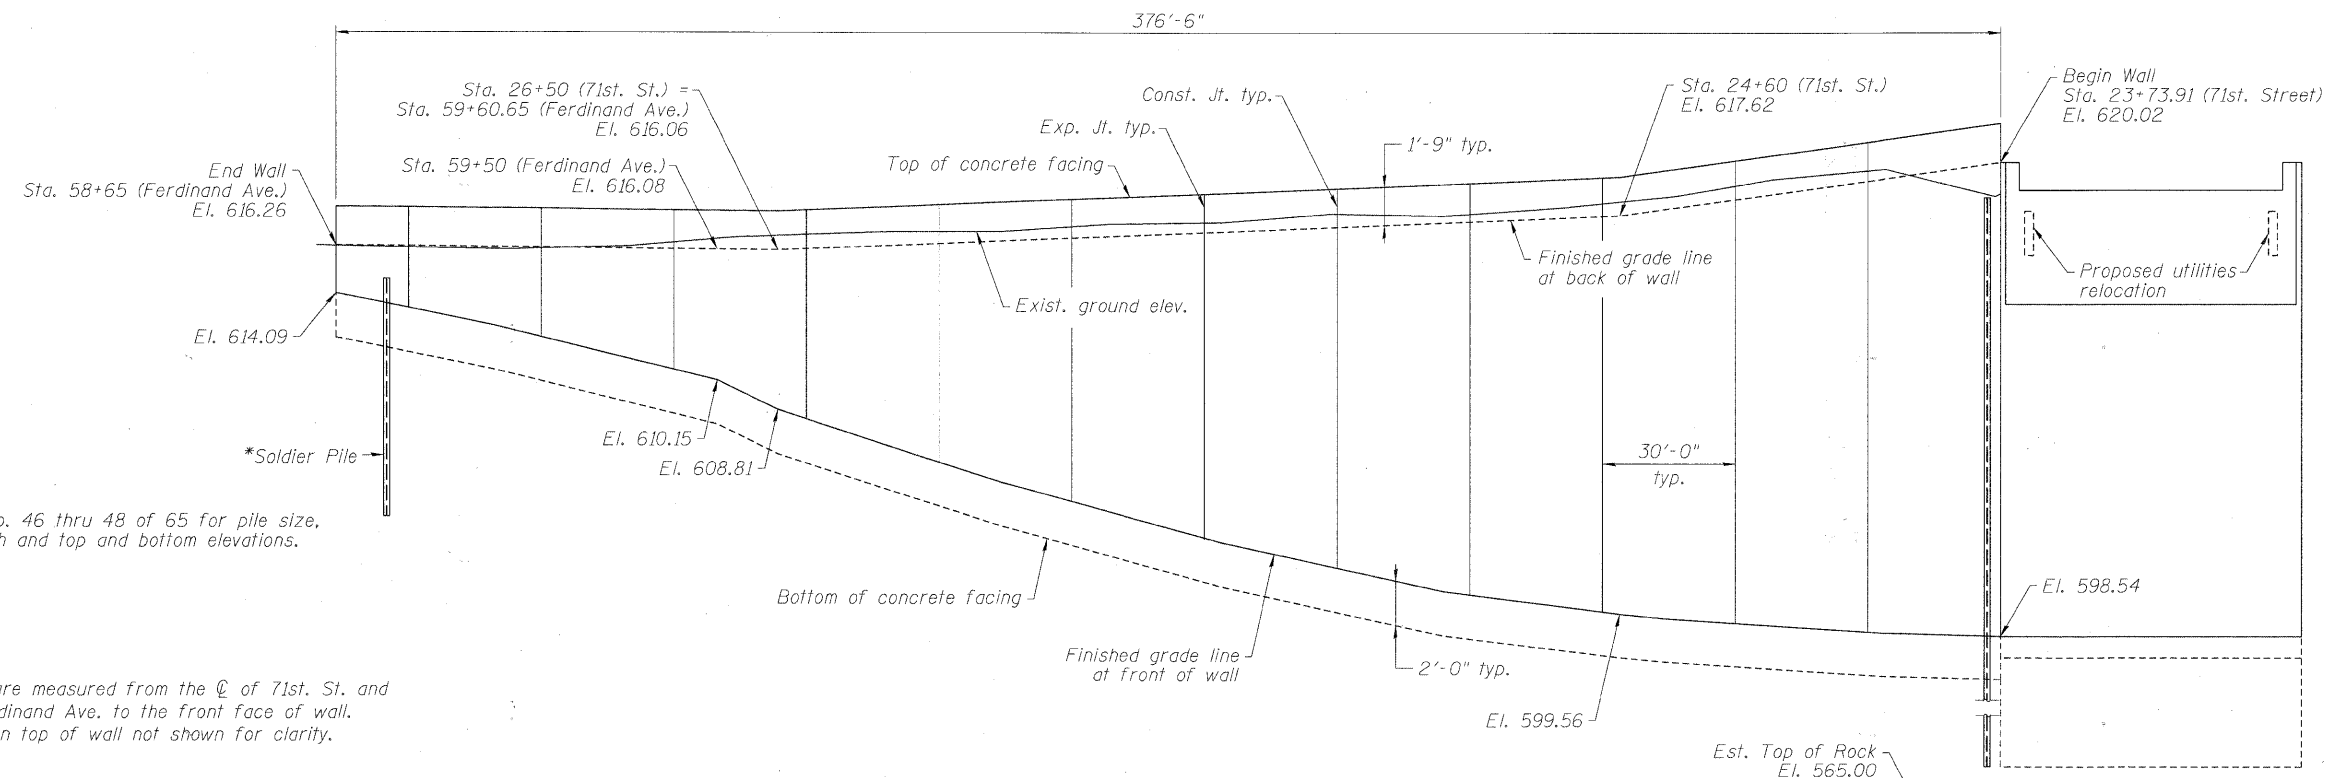 376'-6"
Sta. 26+50 (71st. St.) =
Sta. 59+60.65 (Ferdinand Ave.)
El. 616.06
Const. Jt. typ.
Sta. 24+60 (71st. St.)
El. 617.62
Begin Wall
Sta. 23+73.91 (71st. Street)
El. 620.02
Exp. Jt. typ.
1'-9" typ.
End Wall
Sta. 58+65 (Ferdinand Ave.)
El. 616.26
Sta. 59+50 (Ferdinand Ave.)
El. 616.08
Top of concrete facing
Finished grade line
at back of wall
Proposed utilities
relocation
Exist. ground elev.
El. 614.09
El. 610.15
El. 608.81
*Soldier Pile
30'-0"
typ.
46 thru 48 of 65 for pile size,
and top and bottom elevations.
Bottom of concrete facing
El. 598.54
Finished grade line
at front of wall
2'-0" typ.
are measured from the ℄ of 71st. St. and
dinand Ave. to the front face of wall.
n top of wall not shown for clarity.
El. 599.56
Est. Top of Rock
El. 565.00